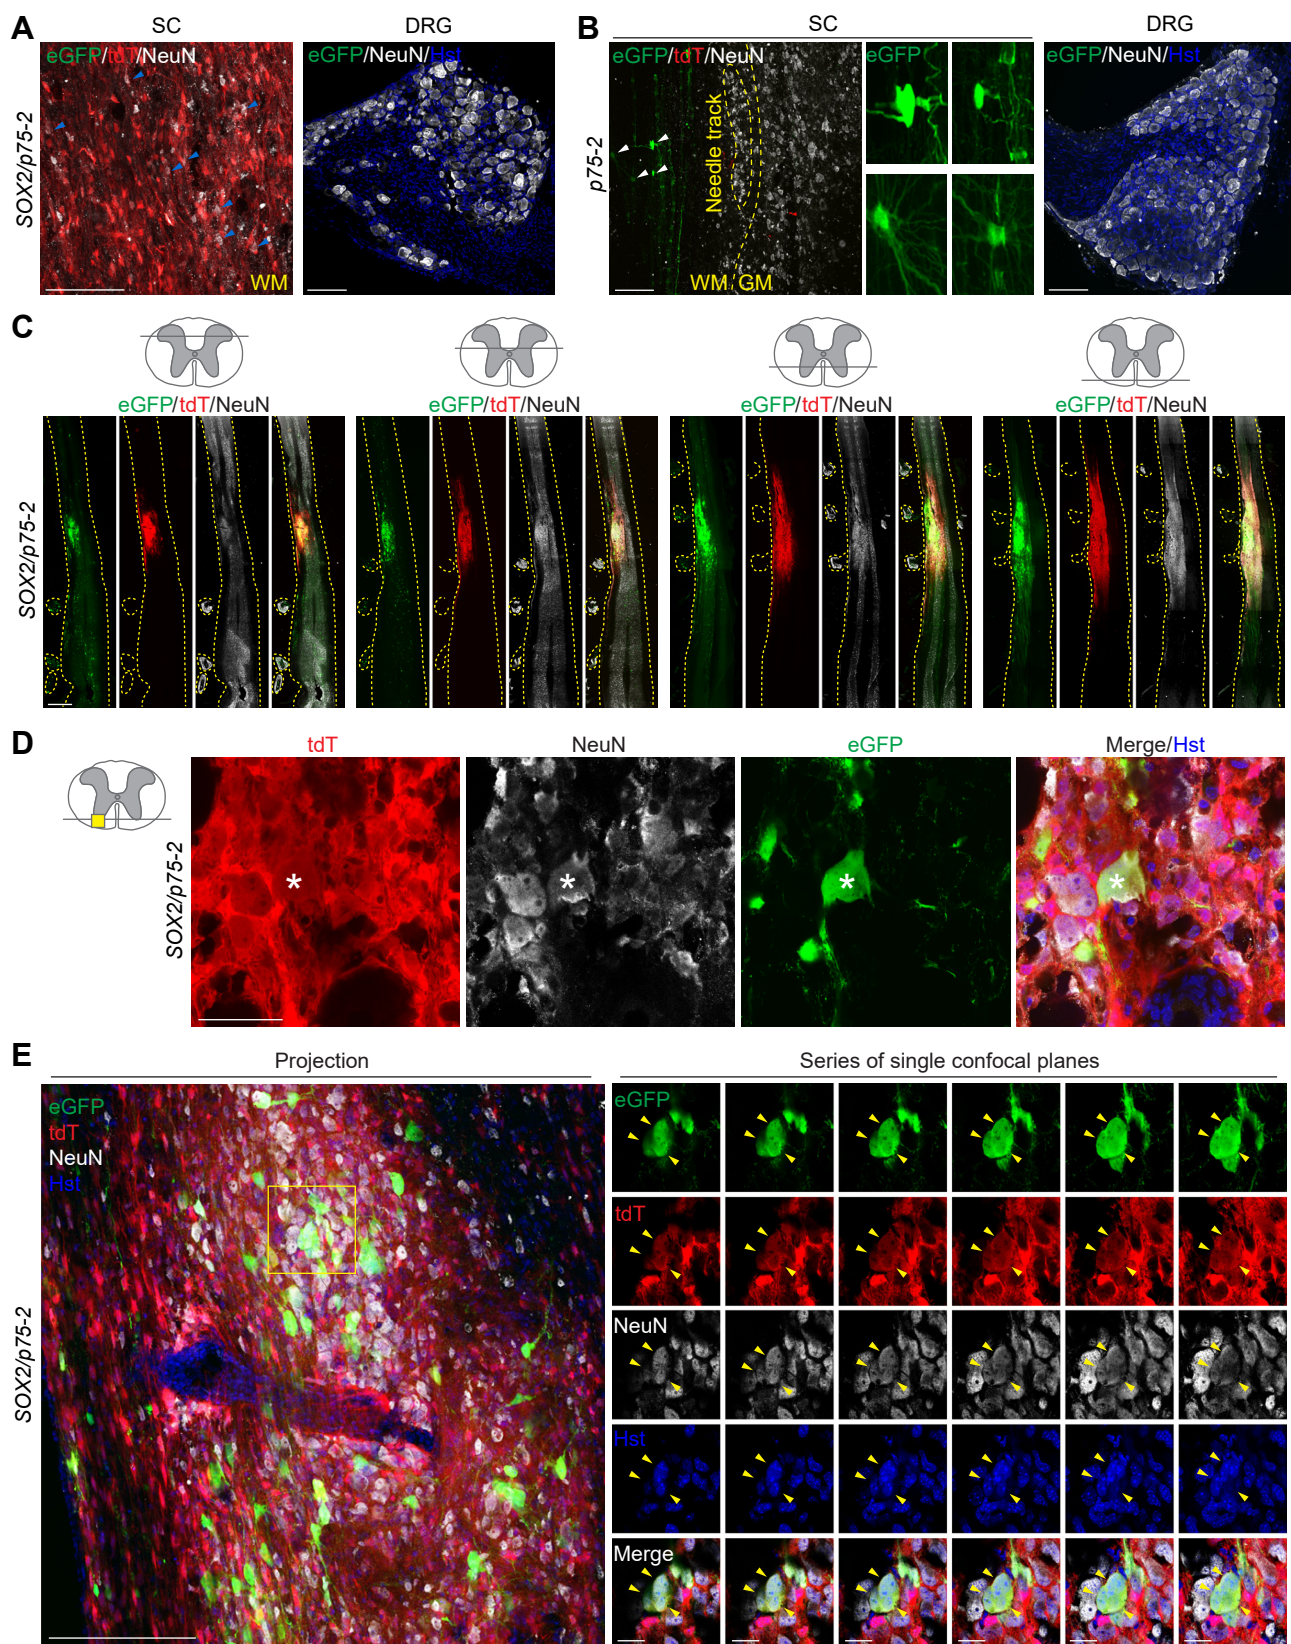 A
SC
DRG
eGFP/tdT/NeuN
eGFP/NeuN/Hst
SOX2/p75-2
WM
B
SC
DRG
eGFP/tdT/NeuN
eGFP
eGFP/NeuN/Hst
p75-2
Needle track
WM
GM
C
eGFP/tdT/NeuN
eGFP/tdT/NeuN
eGFP/tdT/NeuN
eGFP/tdT/NeuN
SOX2/p75-2
D
tdT
NeuN
eGFP
Merge/Hst
SOX2/p75-2
*
*
*
*
E
Projection
Series of single confocal planes
eGFP
tdT
NeuN
Hst
SOX2/p75-2
eGFP
tdT
NeuN
Hst
Merge